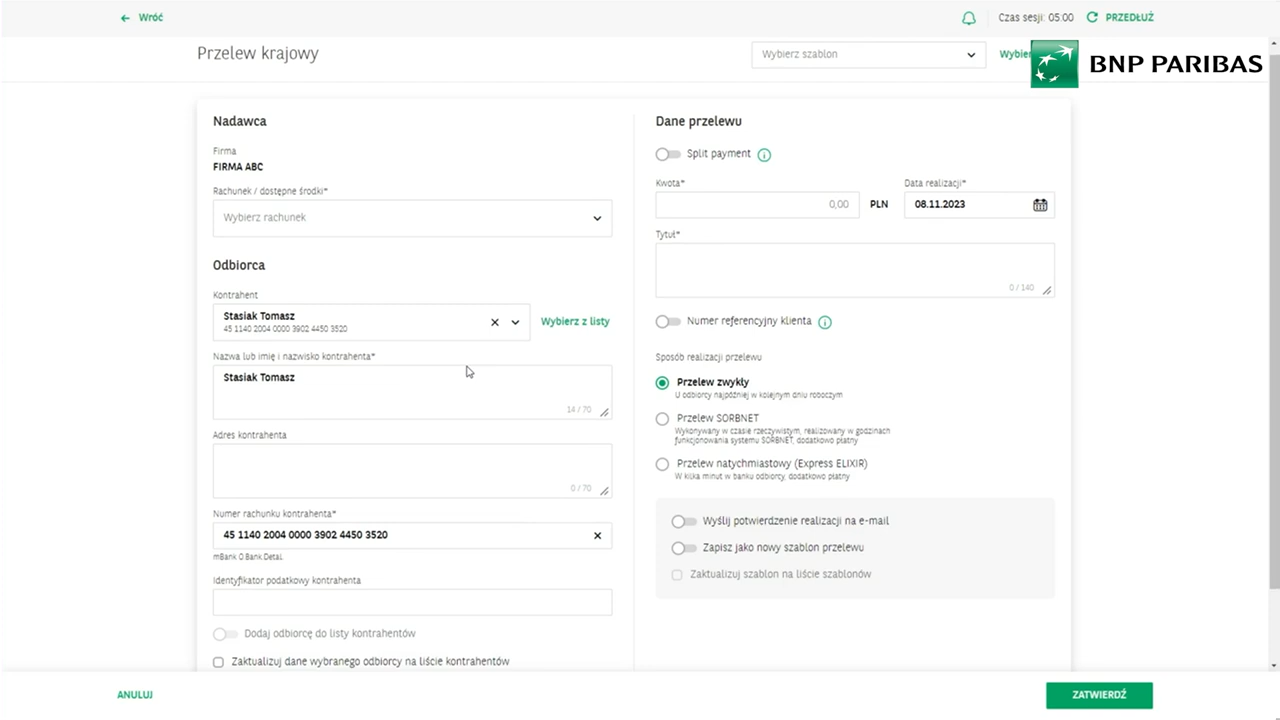 Wróć
Czas sesji: 05:00
PRZEDŁUŻ
Przelew krajowy
Wybierz szablon
BNP PARIBAS
Nadawca
Firma
FIRMA ABC
Rachunek / dostępne środki*
Wybierz rachunek
Odbiorca
Kontrahent
Stasiak Tomasz
45 1140 2004 0000 3902 4450 3520
Wybierz z listy
Nazwa lub imię i nazwisko kontrahenta*
Stasiak Tomasz
14 / 70
Adres kontrahenta
0 / 70
Numer rachunku kontrahenta*
45 1140 2004 0000 3902 4450 3520
mBank O.Bank.Detal.
Identyfikator podatkowy kontrahenta
Dodaj odbiorcę do listy kontrahentów
Zaktualizuj dane wybranego odbiorcy na liście kontrahentów
Dane przelewu
Split payment
Kwota*
0,00
PLN
Data realizacji*
08.11.2023
Tytuł*
0 / 140
Numer referencyjny klienta
Sposób realizacji przelewu
Przelew zwykły
U odbiorcy najpóźniej w kolejnym dniu roboczym
Przelew SORBNET
Wykonywany w czasie rzeczywistym, realizowany w godzinach
funkcjonowania systemu SORBNET, dodatkowo płatny
Przelew natychmiastowy (Express ELIXIR)
W kilka minut w banku odbiorcy, dodatkowo płatny
Wyślij potwierdzenie realizacji na e-mail
Zapisz jako nowy szablon przelewu
Zaktualizuj szablon na liście szablonów
ANULUJ
ZATWIERDŹ